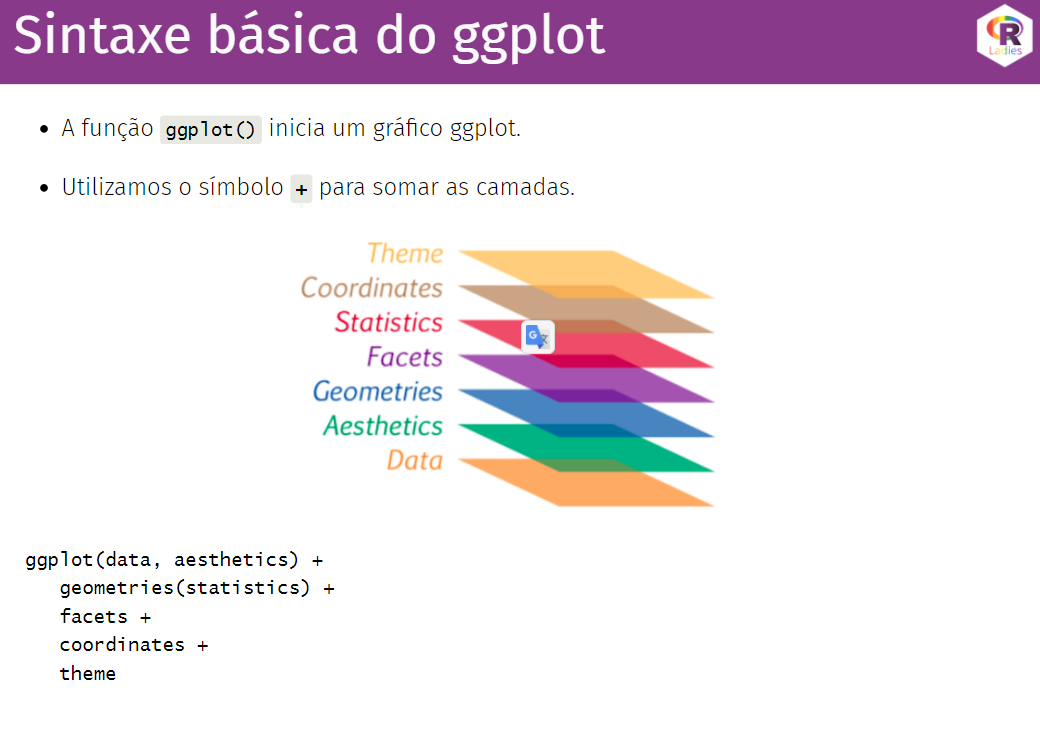 Sintaxe básica do ggplot
R
Ladies
A função ggplot() inicia um gráfico ggplot.
Utilizamos o símbolo + para somar as camadas.
Theme
Coordinates
Statistics
G
Facets
Geometries
Aesthetics
Data
ggplot(data, aesthetics) +
geometries(statistics) +
facets +
coordinates +
theme